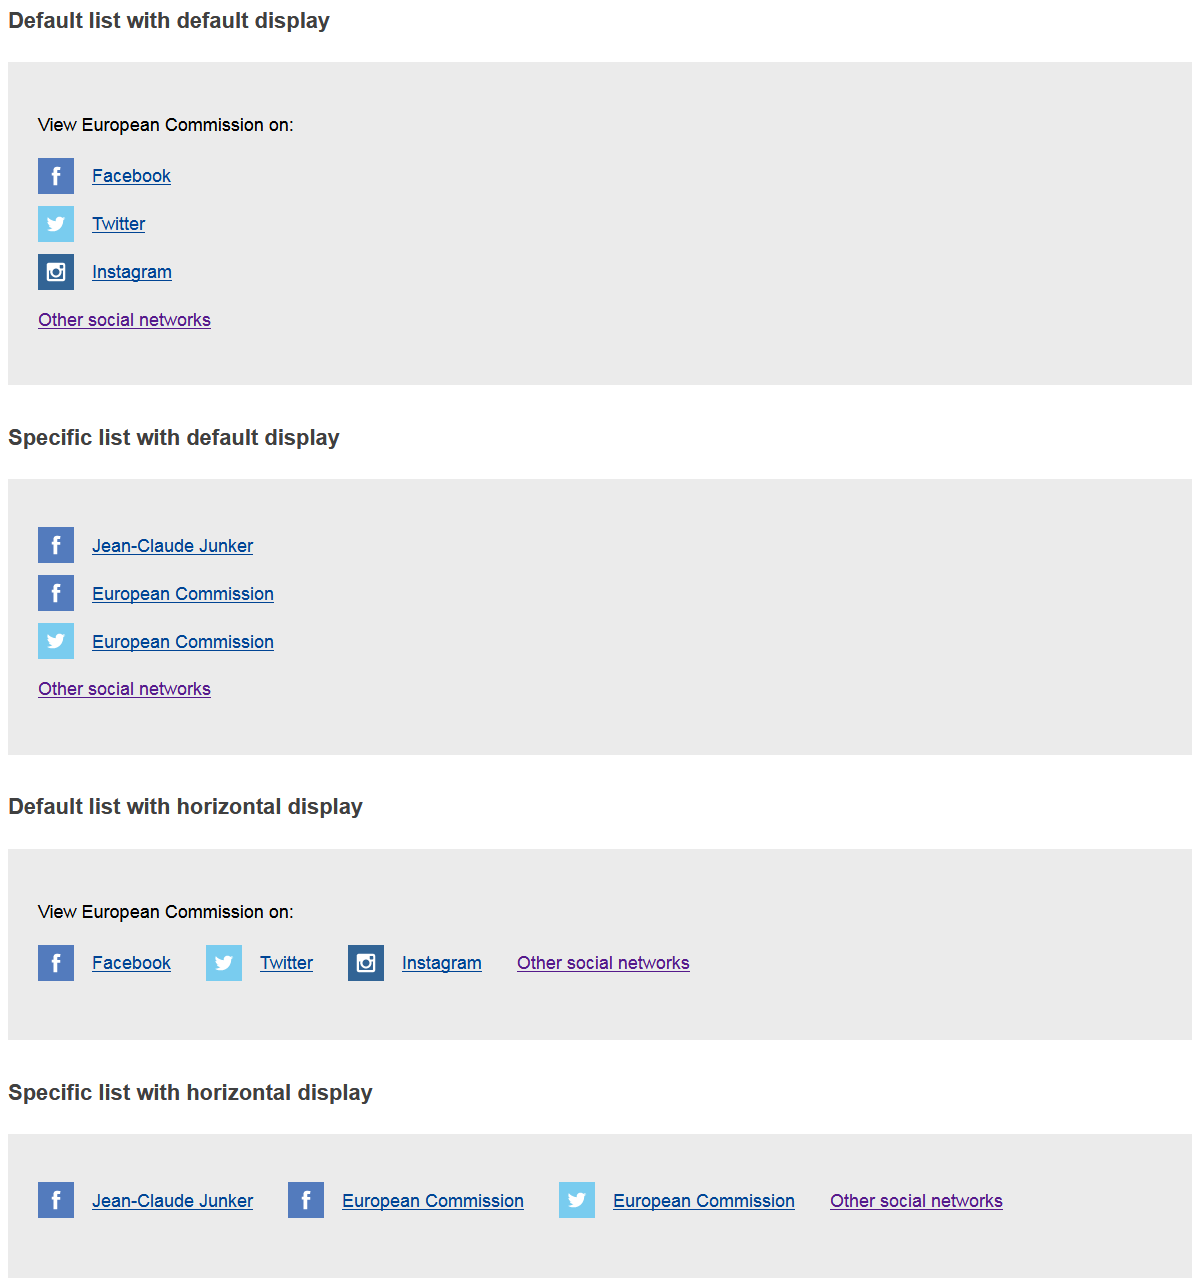 Default list with default display
View European Commission on:
Facebook
Twitter
Instagram
Other social networks
Specific list with default display
Jean-Claude Junker
European Commission
European Commission
Other social networks
Default list with horizontal display
View European Commission on:
Facebook Twitter Instagram Other social networks
Specific list with horizontal display
Jean-Claude Junker European Commission European Commission Other social networks